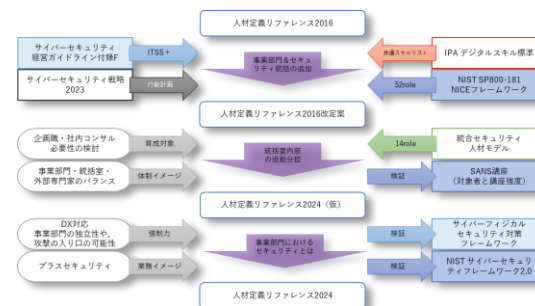 人材定義リファレンス2016
サイバーセキュリティ
経営ガイドライン付録F
ITSS+
事業部門&セキュ
リティ統括の追加
共通スキルリスト
IPA デジタルスキル標準
サイバーセキュリティ戦略
2023
行動計画
52role
NIST SP800-181
NICEフレームワーク
人材定義リファレンス2016改定案
企画職・社内コンサル
必要性の検討
育成対象
統括室内部
の役割分担
14role
統合セキュリティ
人材モデル
事業部門・統括室・
外部専門家のバランス
体制イメージ
検証
SANS講座
(対象者と講座強度)
人材定義リファレンス2024(仮)
DX対応
事業部門の独立性や、
攻撃の入り口の可能性
強制力
事業部門における
セキュリティとは
検証
サイバーフィジカル
セキュリティ対策
フレームワーク
プラスセキュリティ
業務イメージ
検証
NIST サイバーセキュリ
ティフレームワーク2.0
人材定義リファレンス2024